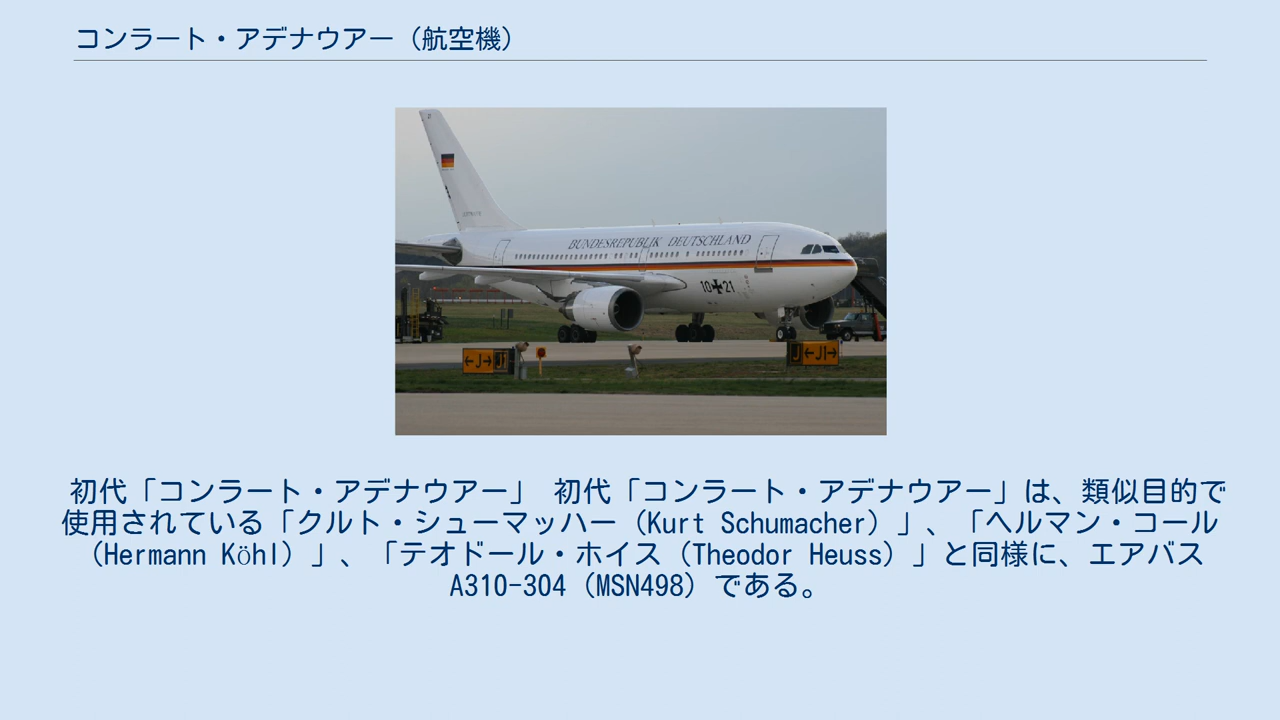 コンラート・アデナウアー（航空機）
BUNDESREPUBLIK DEUTSCHLAND
10 21
←J→ J1
J ←J1→
初代「コンラート・アデナウアー」 初代「コンラート・アデナウアー」は、類似目的で
使用されている「クルト・シューマッハー（Kurt Schumacher）」、「ヘルマン・コール
（Hermann Köhl）」、「テオドール・ホイス（Theodor Heuss）」と同様に、エアバス
A310-304（MSN498）である。